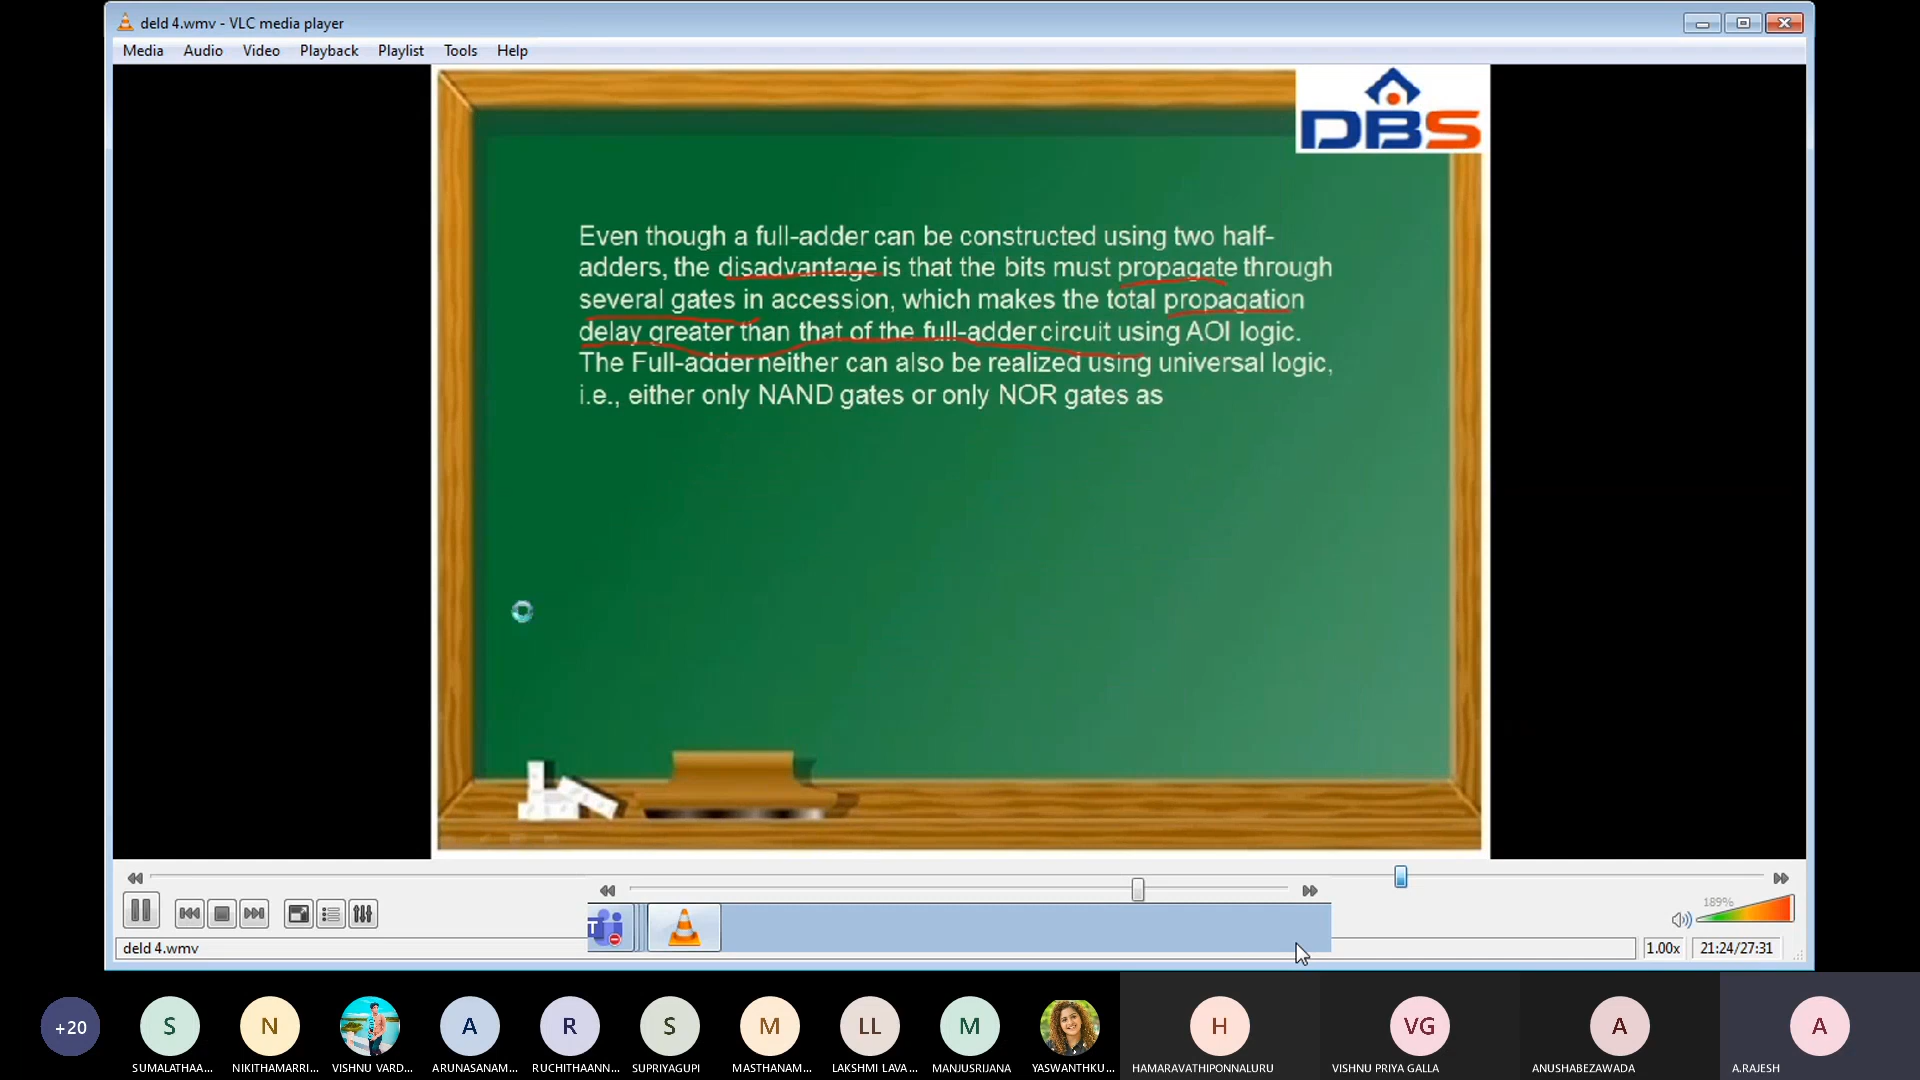 deld 4.wmv - VLC media player
Media Audio Video Playback Playlist Tools Help
DBS
Even though a full-adder can be constructed using two half-
adders, the disadvantage is that the bits must propagate through
several gates in accession, which makes the total propagation
delay greater than that of the full-adder circuit using AOI logic.
The Full-adder neither can also be realized using universal logic,
i.e., either only NAND gates or only NOR gates as
189%
T
deld 4.wmv
1.00x 21:24/27:31
+20 S N A R S M LL M H VG A A
SUMALATHAA... NIKITHAMARRI... VISHNU VARD... ARUNASANAM... RUCHITHAANN... SUPRIYAGUPI MASTHANAM... LAKSHMI LAVA... MANJUSRIJANA YASWANTHKU... HAMARAVATHIPONNALURU VISHNU PRIYA GALLA ANUSHABEZAWADA A.RAJESH